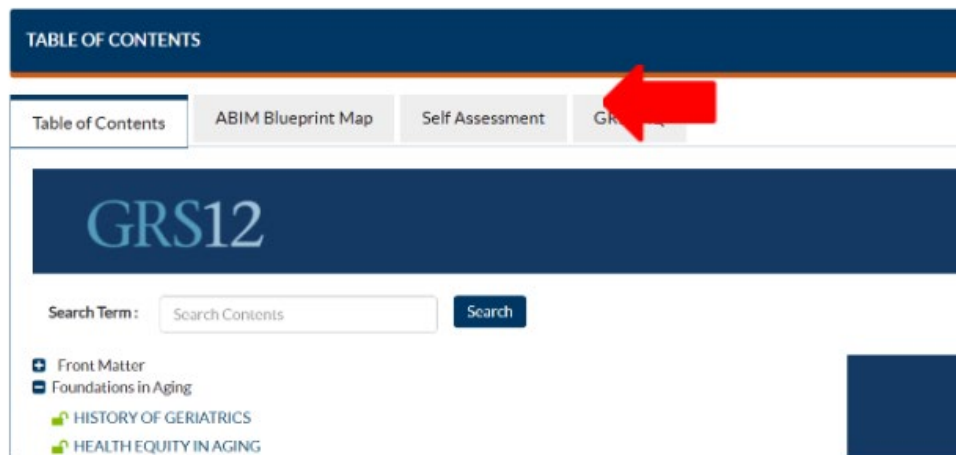 TABLE OF CONTENTS
Table of Contents ABIM Blueprint Map Self Assessment
GRS12
Search Term : Search Contents Search
Front Matter
Foundations in Aging
HISTORY OF GERIATRICS
HEALTH EQUITY IN AGING